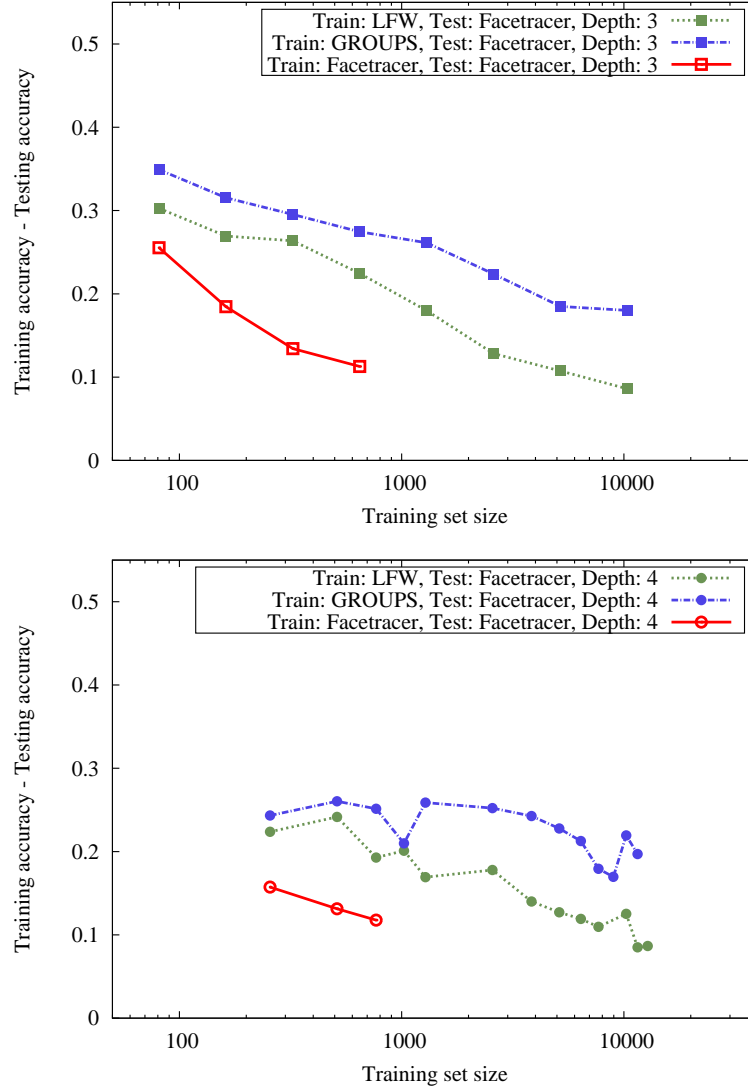 Train: LFW, Test: Facetracer, Depth: 3
Train: GROUPS, Test: Facetracer, Depth: 3
Train: Facetracer, Test: Facetracer, Depth: 3
0.5
0.4
0.3
0.2
0.1
0
Training accuracy - Testing accuracy
100 1000 10000
Training set size
Train: LFW, Test: Facetracer, Depth: 4
Train: GROUPS, Test: Facetracer, Depth: 4
Train: Facetracer, Test: Facetracer, Depth: 4
0.5
0.4
0.3
0.2
0.1
0
Training accuracy - Testing accuracy
100 1000 10000
Training set size